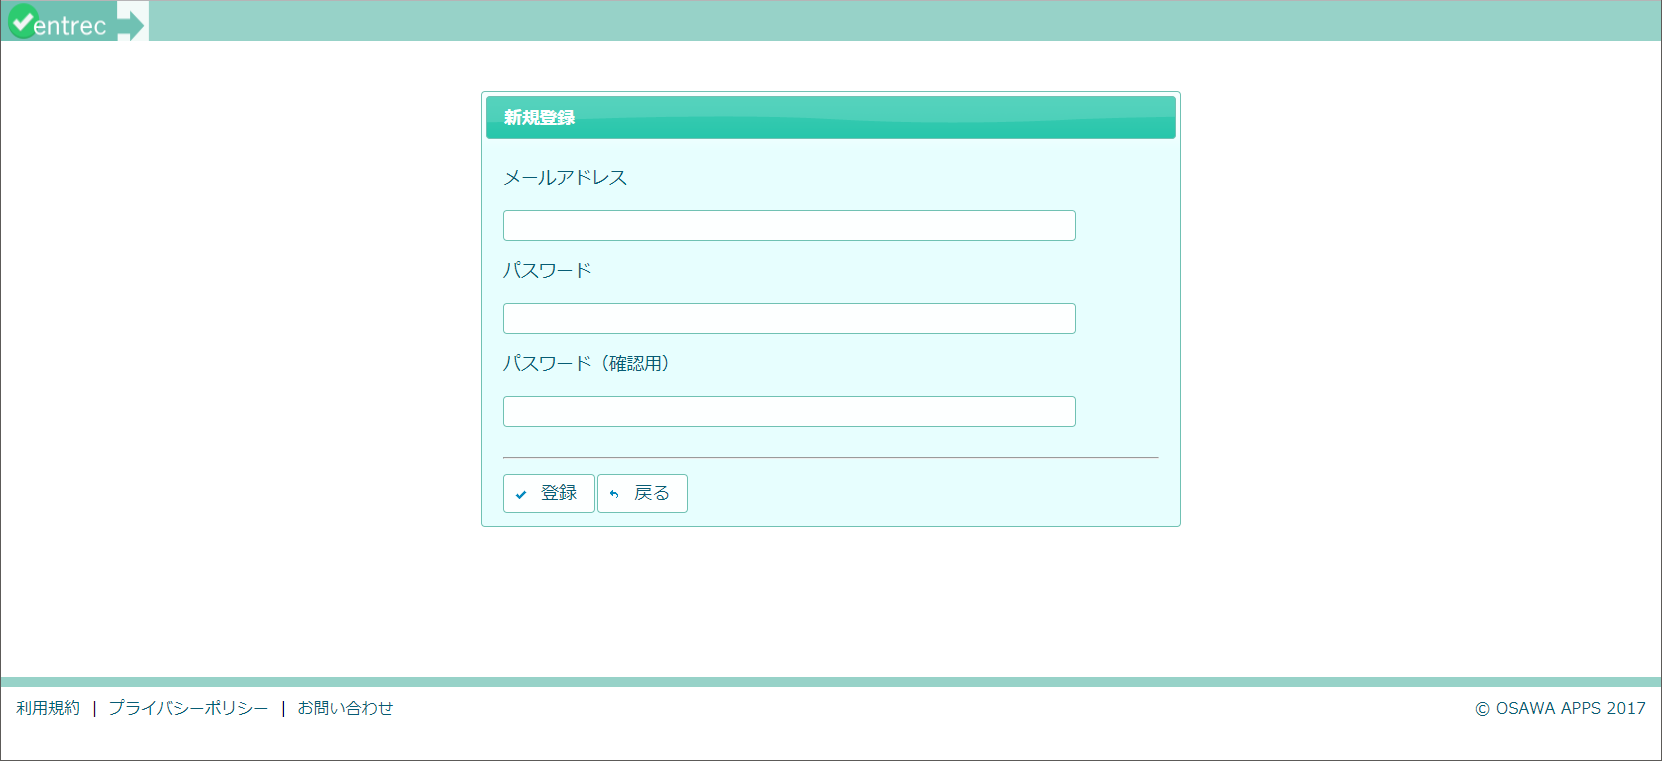 entrec
新規登録
メールアドレス
パスワード
パスワード（確認用）
登録 戻る
利用規約 | プライバシーポリシー | お問い合わせ
© OSAWA APPS 2017